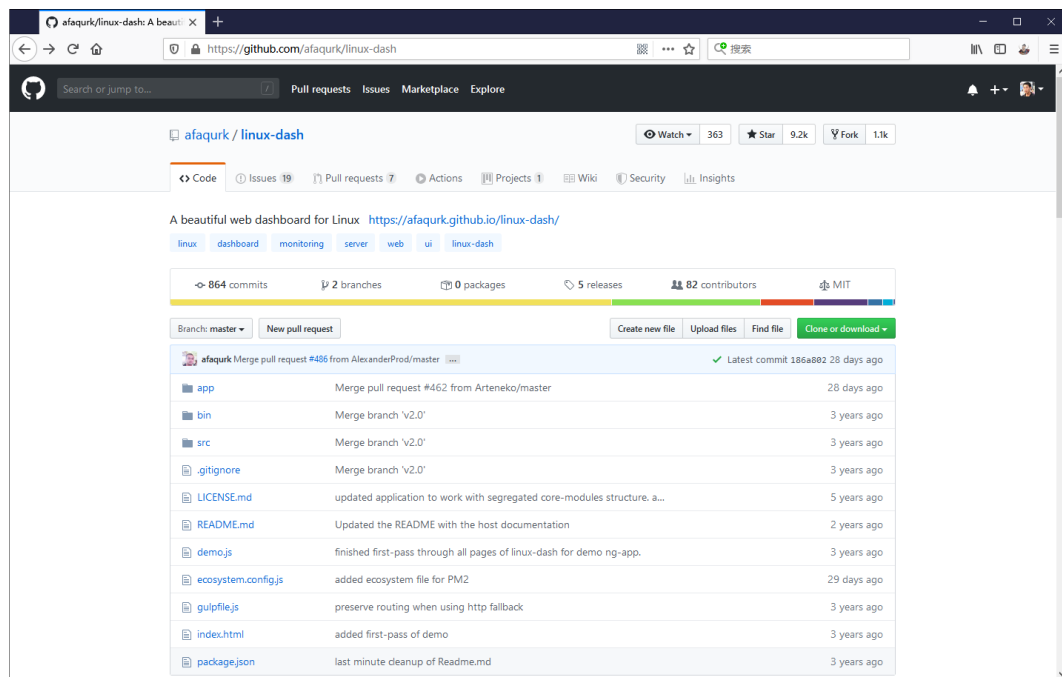 afaqurk/linux-dash: A beauti
https://github.com/afaqurk/linux-dash
搜索
Search or jump to...
/
Pull requests Issues Marketplace Explore
afaqurk / linux-dash
Watch 363 Star 9.2k Fork 1.1k
Code Issues 19 Pull requests 7 Actions Projects 1 Wiki Security Insights
A beautiful web dashboard for Linux https://afaqurk.github.io/linux-dash/
linux dashboard monitoring server web ui linux-dash
864 commits 2 branches 0 packages 5 releases 82 contributors MIT
Branch: master New pull request Create new file Upload files Find file Clone or download
afaqurk Merge pull request #486 from AlexanderProd/master ... Latest commit 186a802 28 days ago
app Merge pull request #462 from Arteneko/master 28 days ago
bin Merge branch 'v2.0' 3 years ago
src Merge branch 'v2.0' 3 years ago
.gitignore Merge branch 'v2.0' 3 years ago
LICENSE.md updated application to work with segregated core-modules structure. a... 5 years ago
README.md Updated the README with the host documentation 2 years ago
demo.js finished first-pass through all pages of linux-dash for demo ng-app. 3 years ago
ecosystem.config.js added ecosystem file for PM2 29 days ago
gulpfile.js preserve routing when using http fallback 3 years ago
index.html added first-pass of demo 3 years ago
package.json last minute cleanup of Readme.md 3 years ago